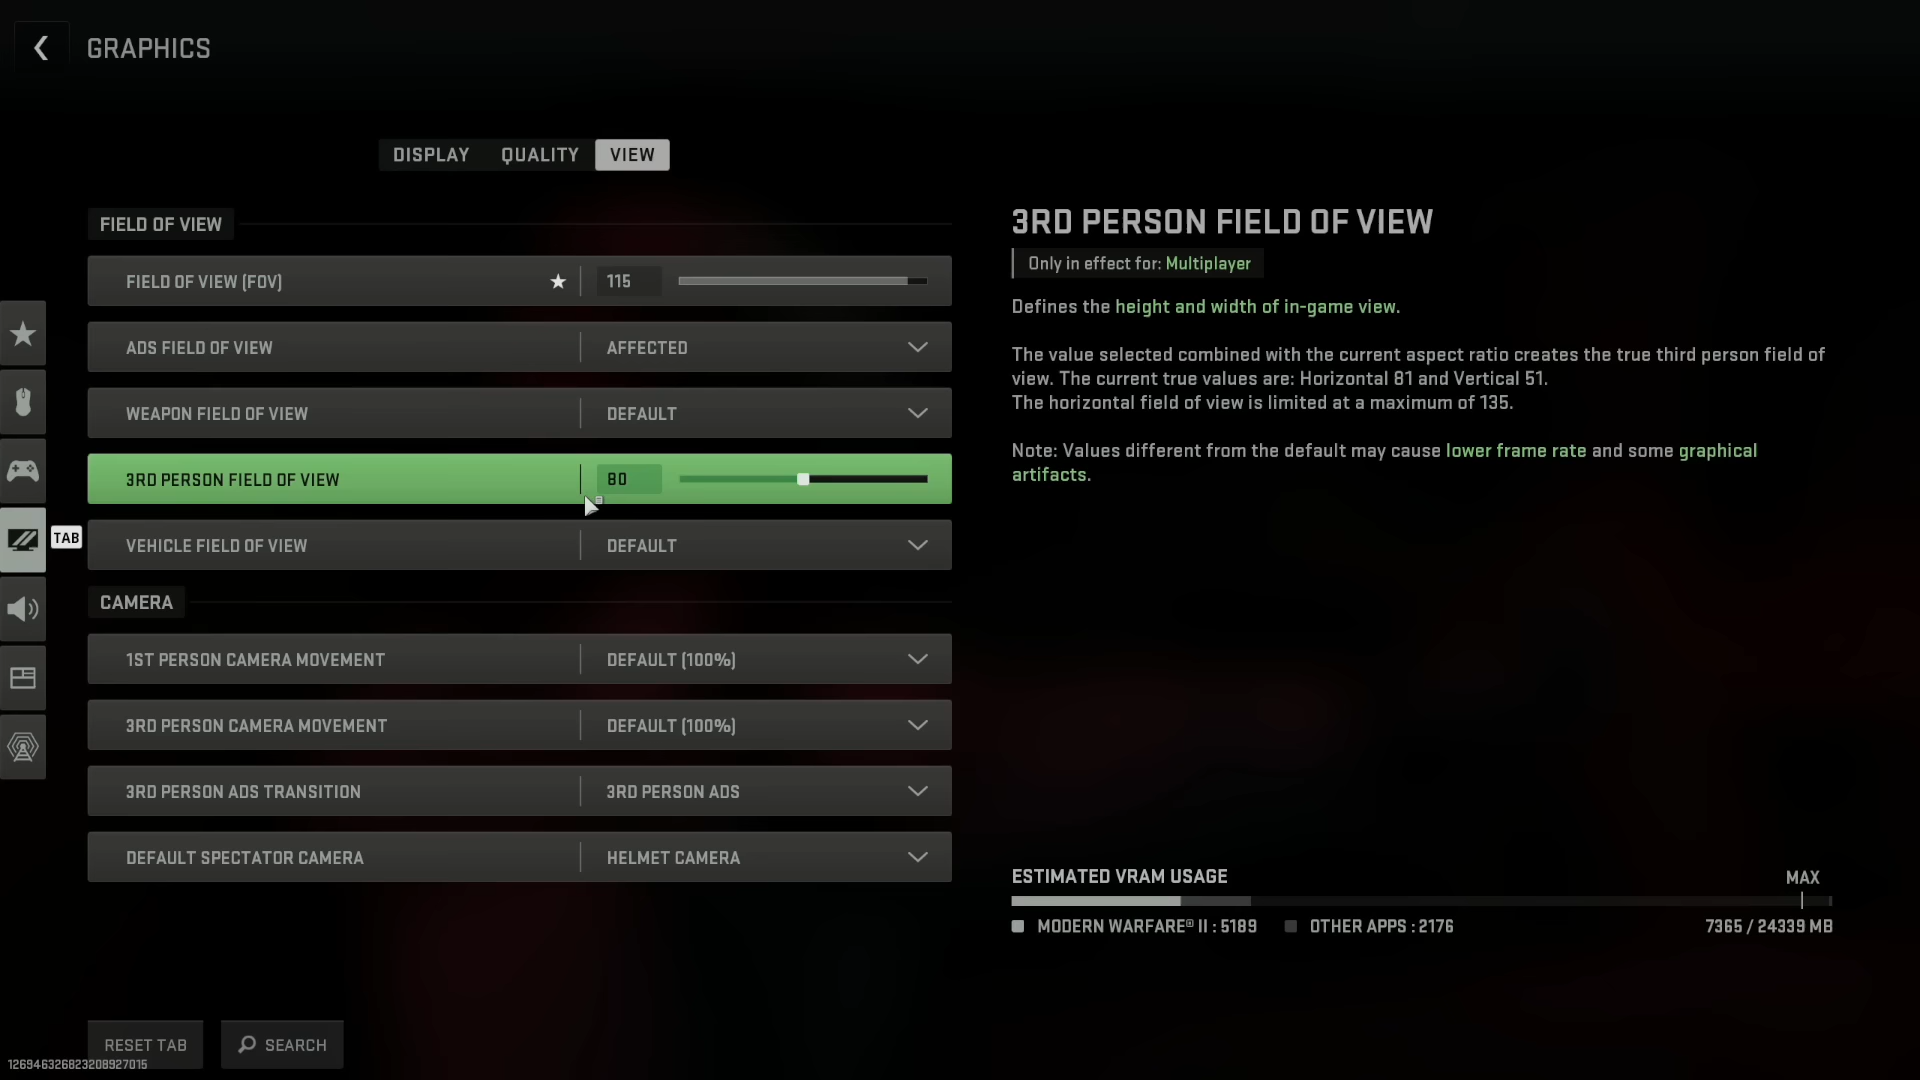 GRAPHICS
DISPLAY QUALITY VIEW
FIELD OF VIEW
FIELD OF VIEW (FOV) 115
ADS FIELD OF VIEW AFFECTED
WEAPON FIELD OF VIEW DEFAULT
3RD PERSON FIELD OF VIEW 80
TAB
VEHICLE FIELD OF VIEW DEFAULT
CAMERA
1ST PERSON CAMERA MOVEMENT DEFAULT (100%)
3RD PERSON CAMERA MOVEMENT DEFAULT (100%)
3RD PERSON ADS TRANSITION 3RD PERSON ADS
DEFAULT SPECTATOR CAMERA HELMET CAMERA
3RD PERSON FIELD OF VIEW
Only in effect for: Multiplayer
Defines the height and width of in-game view.
The value selected combined with the current aspect ratio creates the true third person field of
view. The current true values are: Horizontal 81 and Vertical 51.
The horizontal field of view is limited at a maximum of 135.
Note: Values different from the default may cause lower frame rate and some graphical
artifacts.
ESTIMATED VRAM USAGE MAX
MODERN WARFARE® II : 5189 OTHER APPS : 2176 7365 / 24339 MB
RESET TAB SEARCH
126946326823208927015